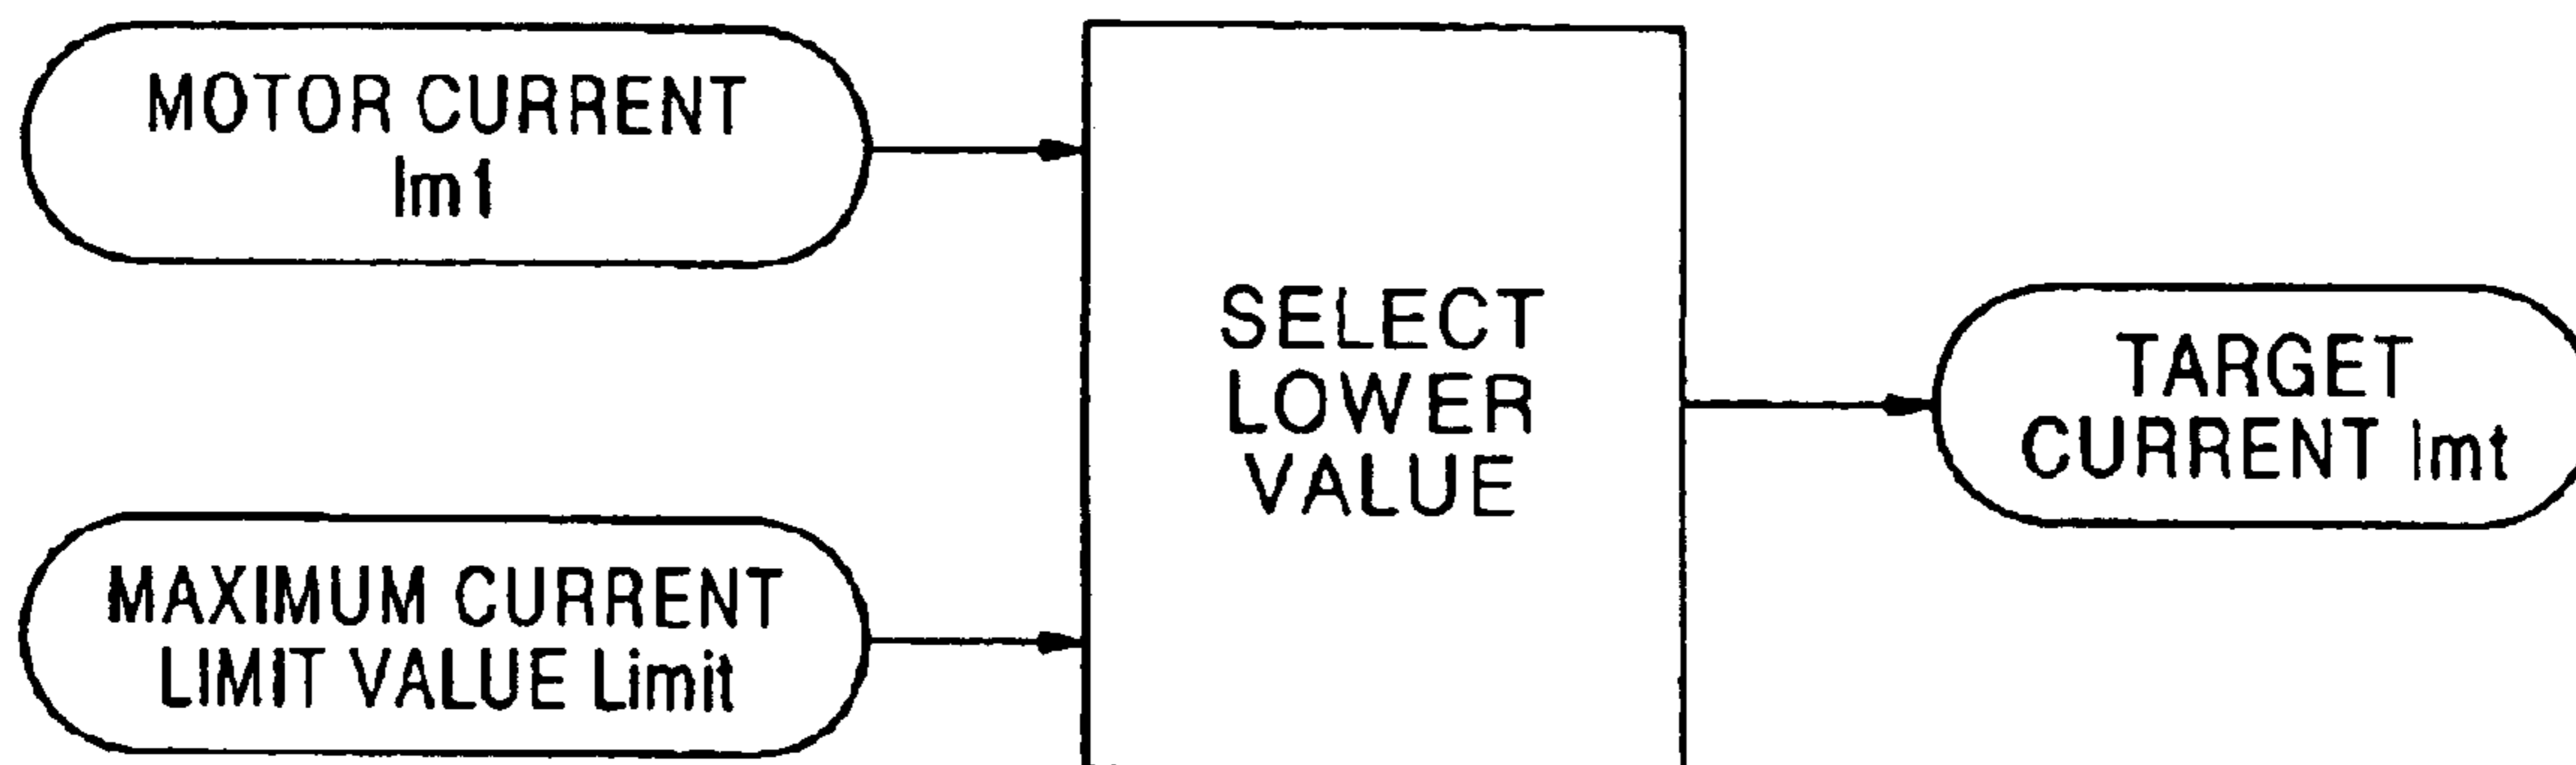 MOTOR CURRENT
Im1
SELECT
LOWER
VALUE
TARGET
CURRENT Imt
MAXIMUM CURRENT
LIMIT VALUE Limit